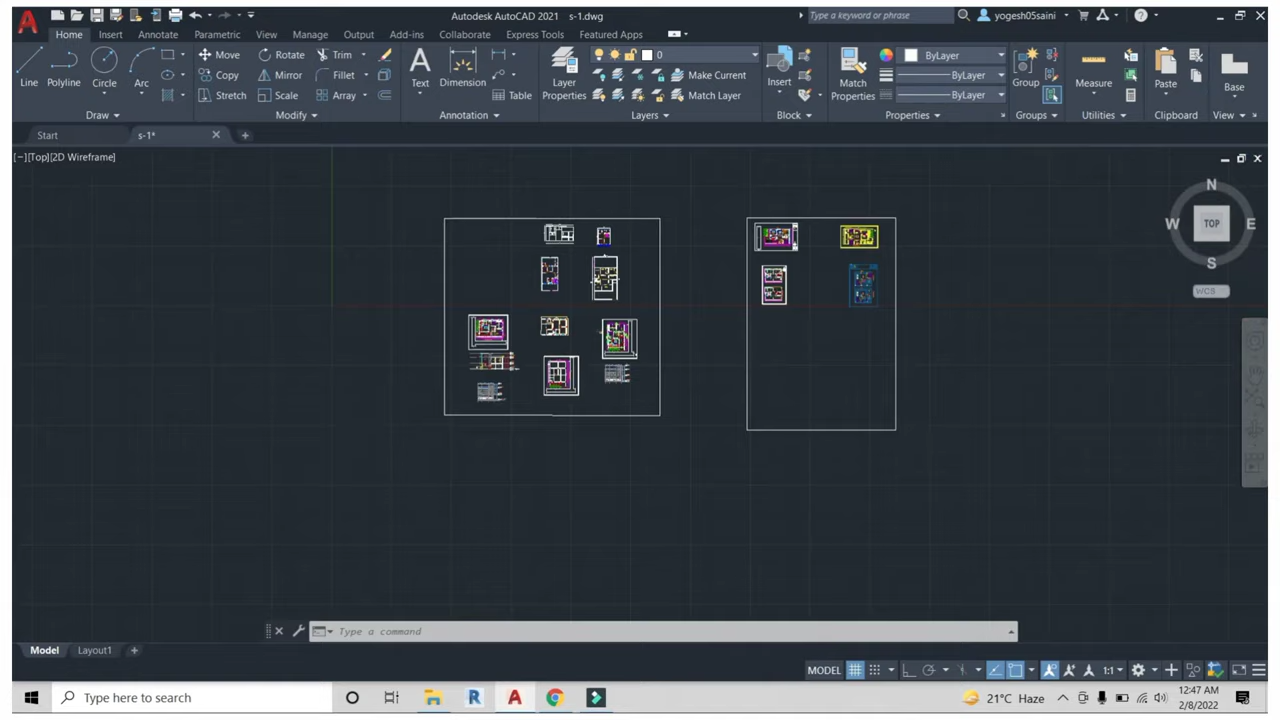 Autodesk AutoCAD 2021 s-1.dwg
Type a keyword or phrase
yogesh05saini
Home Insert Annotate Parametric View Manage Output Add-ins Collaborate Express Tools Featured Apps
Line Polyline Circle Arc
Move Rotate Trim
Copy Mirror Fillet
Stretch Scale Array
Text Dimension Table
Layer Properties
0
Make Current
Match Layer
Insert
Match Properties
ByLayer
ByLayer
ByLayer
Group
Measure
Paste
Base
Draw Modify Annotation Layers Block Properties Groups Utilities Clipboard View
Start s-1*
[−][Top][2D Wireframe]
N
W TOP E
S
WCS
Type a command
Model Layout1
MODEL 1:1
Type here to search
R A
21°C Haze
12:47 AM
2/8/2022